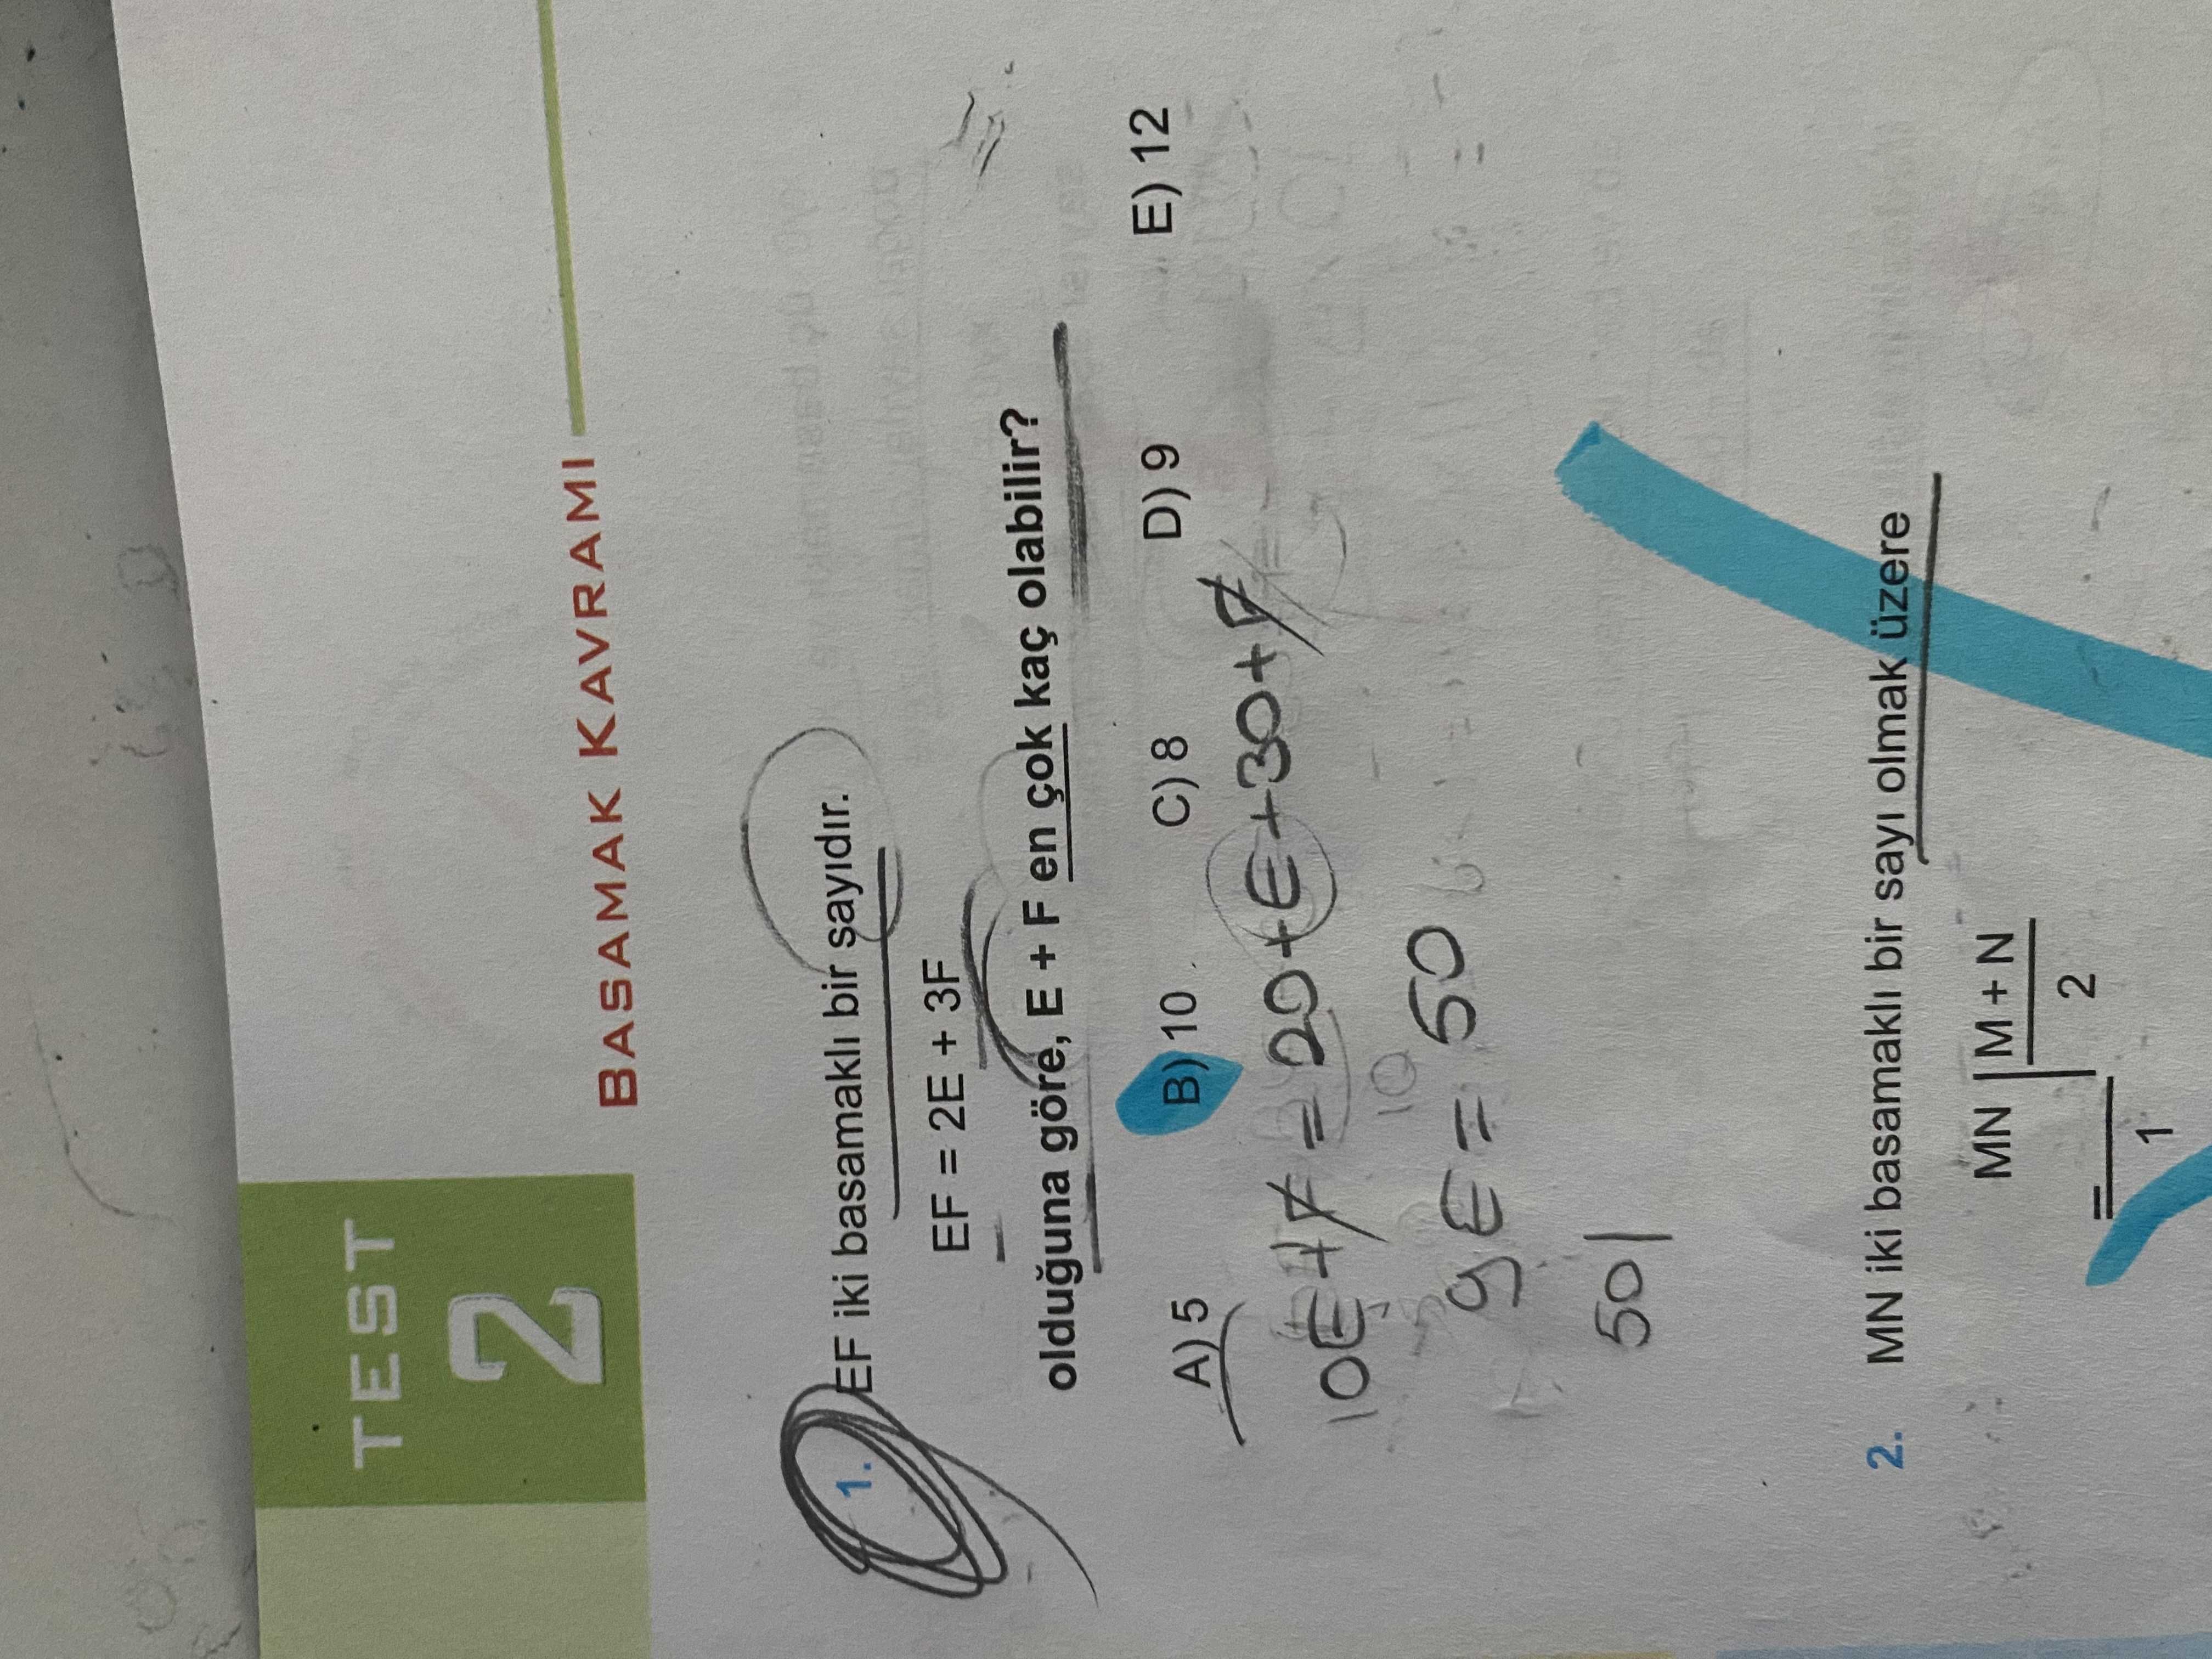 TEST
2
BASAMAK KAVRAMI
1. EF iki basamaklı bir sayıdır.
EF = 2E + 3F
olduğuna göre, E + F en çok kaç olabilir?
A) 5 B) 10 C) 8 D) 9 E) 12
10E+F = 20+E+30+F
10
9E = 50
50
2. MN iki basamaklı bir sayı olmak üzere
MN | M + N
2
1